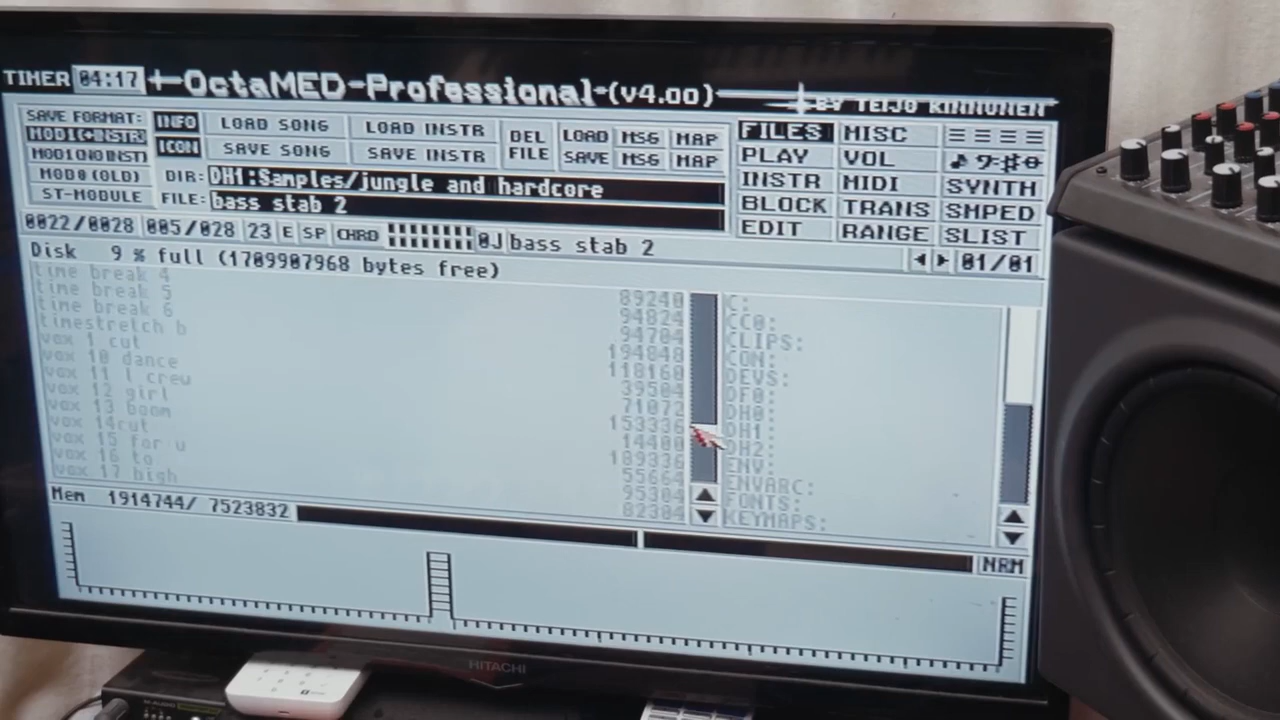 TIMER 04:17 OctaMED-Professional-(v4.00) BY TEIJO KINNUNEN
SAVE FORMAT: INFO LOAD SONG LOAD INSTR DEL LOAD MSG MAP FILES MISC
MOD1(+INSTR) ICON SAVE SONG SAVE INSTR FILE SAVE MSG MAP PLAY VOL
MOD1(NO INST) DIR: DH1:Samples/jungle and hardcore INSTR MIDI SYNTH
MOD0(OLD) FILE: bass stab 2 BLOCK TRANS SMPED
ST-MODULE EDIT RANGE SLIST
0022/0028 005/028 23 E SP CHRD 0J bass stab 2 01/01
Disk 9 % full (1709907968 bytes free)
time break 4
time break 5 89240 C:
time break 6 94824 CC0:
timestretch b 94704 CLIPS:
vox 1 cut 194848 CON:
vox 10 dance 118160 DEVS:
vox 11 l crew 39504 DF0:
vox 12 girl 71072 DH0:
vox 13 boom 153336 DH1:
vox 14cut 14400 DH2:
vox 15 for u 109336 ENV:
vox 16 to 55664 ENVARC:
vox 17 high 95304 FONTS:
82304 KEYMAPS:
Mem 1914744/ 7523832
NRM
HITACHI